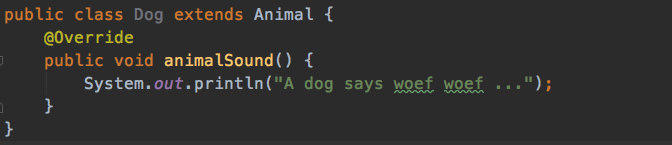 public class Dog extends Animal {
    @Override
    public void animalSound() {
        System.out.println("A dog says woef woef ...");
    }
}